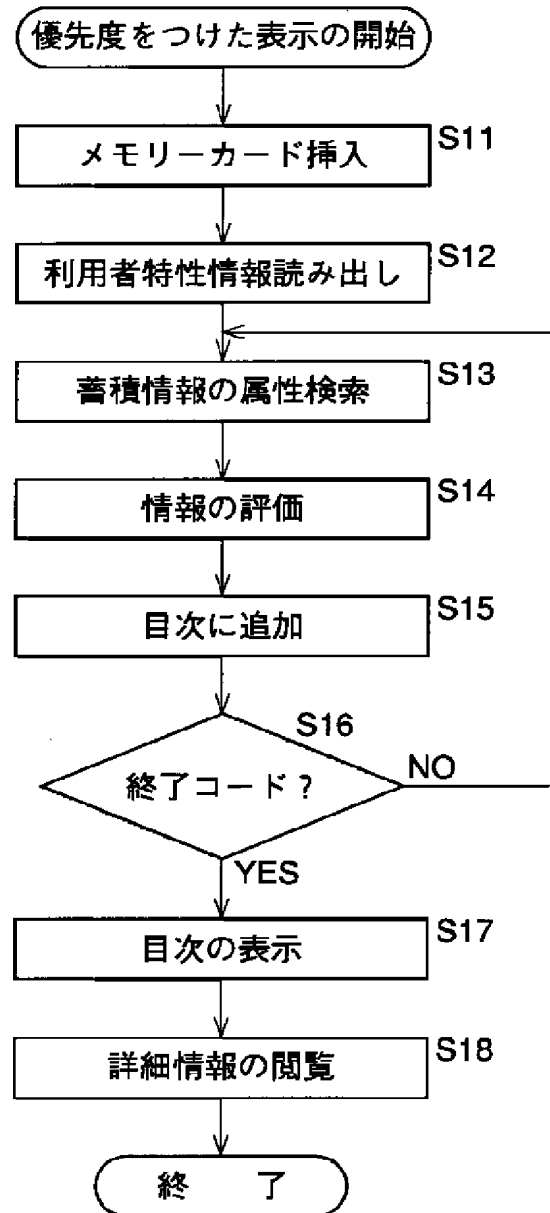 優先度をつけた表示の開始
メモリーカード挿入
S11
利用者特性情報読み出し
S12
蓄積情報の属性検索
S13
情報の評価
S14
目次に追加
S15
S16
終了コード？
NO
YES
目次の表示
S17
詳細情報の閲覧
S18
終 了